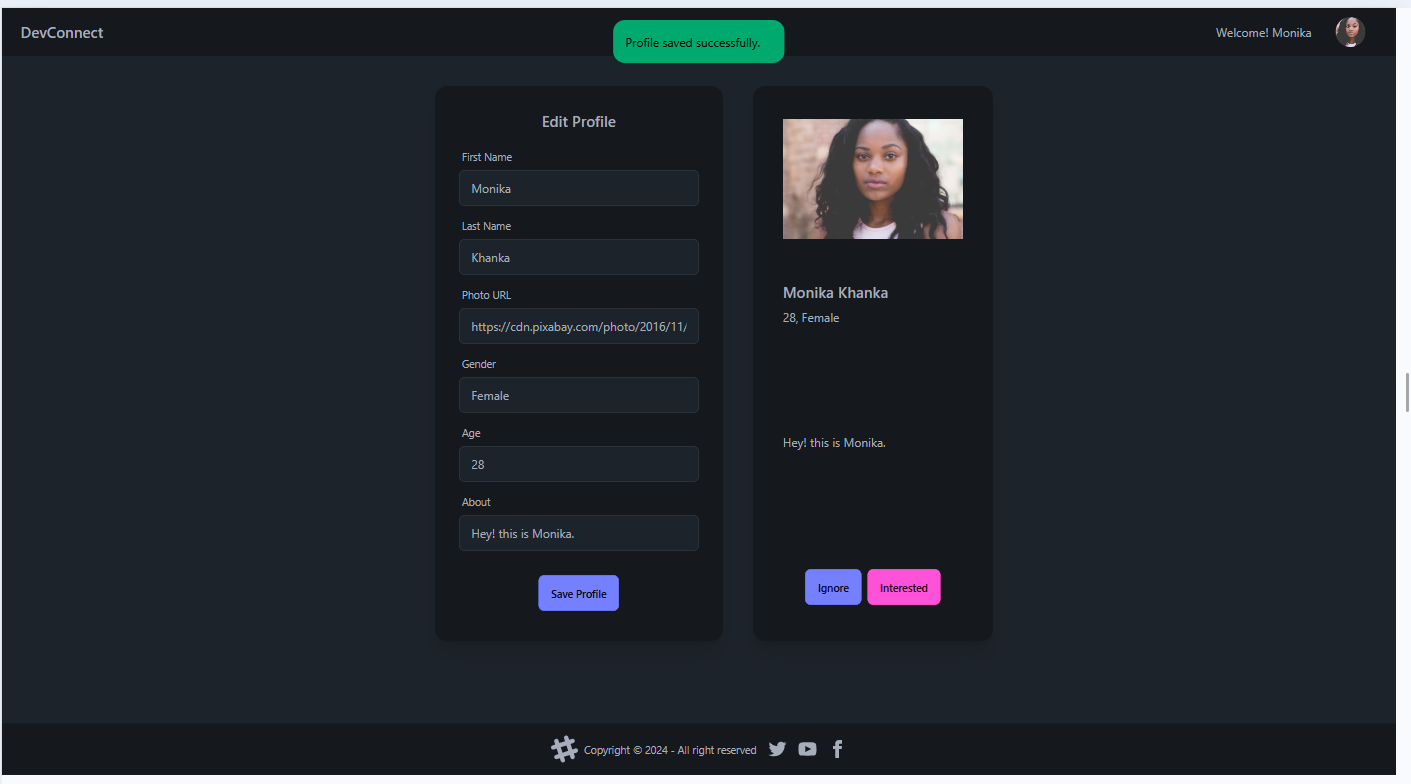 DevConnect
Profile saved successfully.
Welcome! Monika
Edit Profile
First Name
Monika
Last Name
Khanka
Photo URL
https://cdn.pixabay.com/photo/2016/11/
Gender
Female
Age
28
About
Hey! this is Monika.
Save Profile
Monika Khanka
28, Female
Hey! this is Monika.
Ignore
Interested
Copyright © 2024 - All right reserved